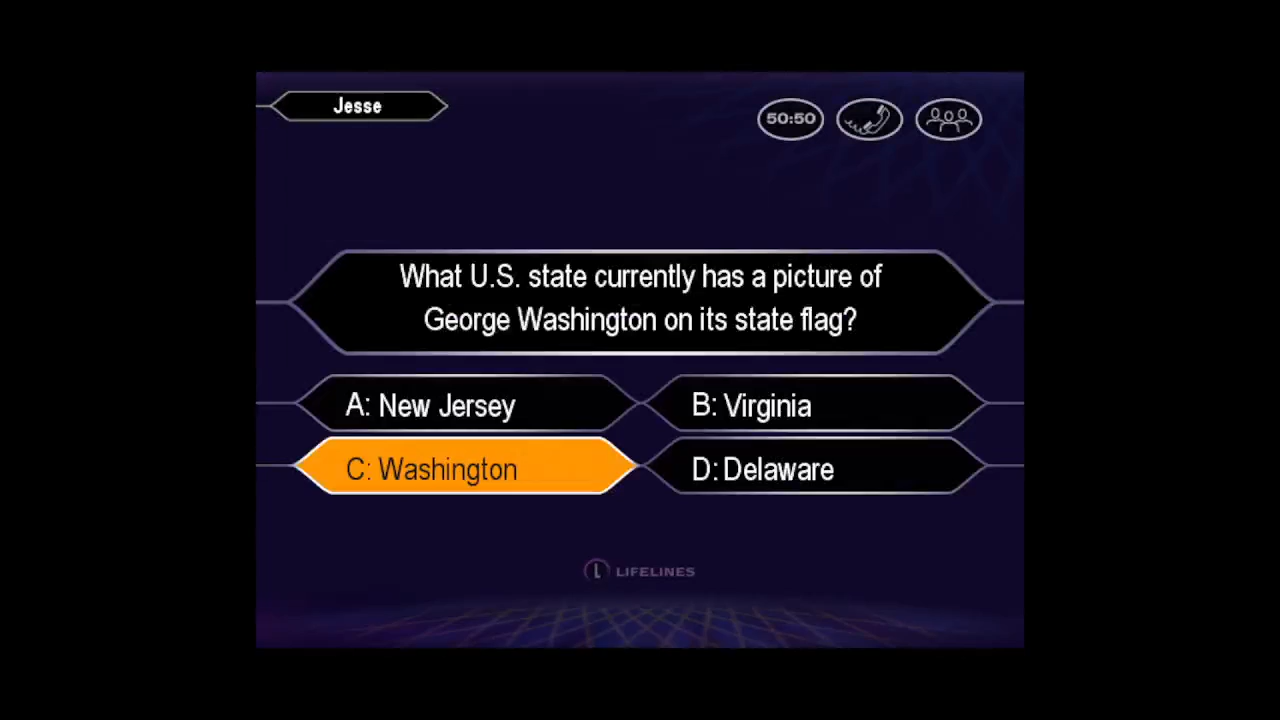 Jesse
50:50
What U.S. state currently has a picture of
George Washington on its state flag?
A: New Jersey
B: Virginia
C: Washington
D: Delaware
L LIFELINES